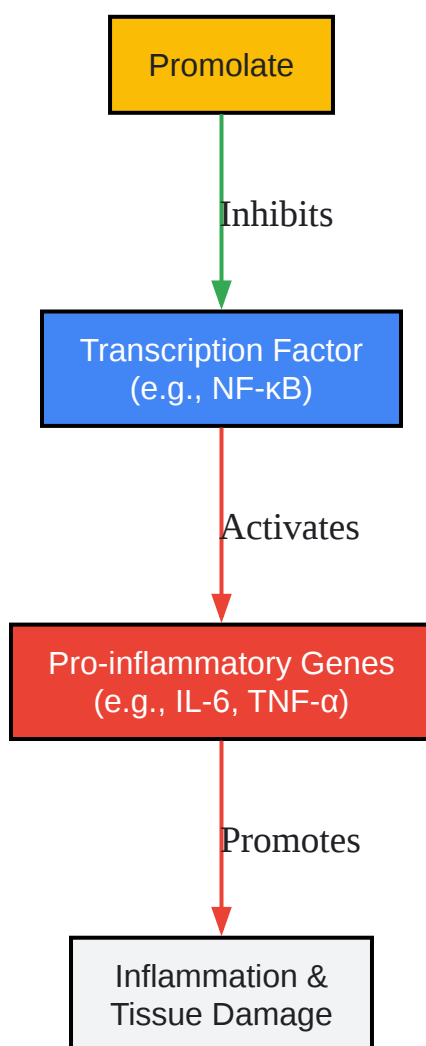 Promolate
Inhibits
Transcription Factor
(e.g., NF-κB)
Activates
Pro-inflammatory Genes
(e.g., IL-6, TNF-α)
Promotes
Inflammation &
Tissue Damage